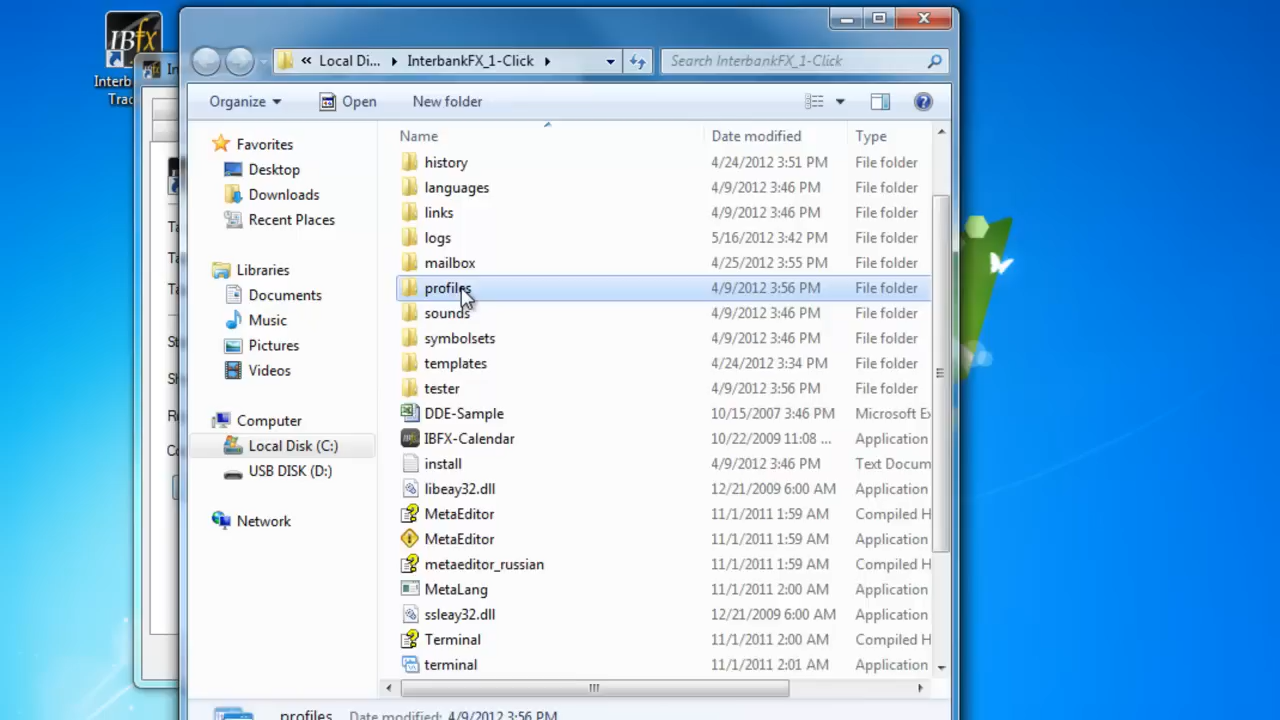 IBfx
Interb
Trac
In
« Local Di... ▸ InterbankFX_1-Click ▸
Search InterbankFX_1-Click
Organize Open New folder
Favorites
Desktop
Downloads
Recent Places
Libraries
Documents
Music
Pictures
Videos
Computer
Local Disk (C:)
USB DISK (D:)
Network
Name Date modified Type
history 4/24/2012 3:51 PM File folder
languages 4/9/2012 3:46 PM File folder
links 4/9/2012 3:46 PM File folder
logs 5/16/2012 3:42 PM File folder
mailbox 4/25/2012 3:55 PM File folder
profiles 4/9/2012 3:56 PM File folder
sounds 4/9/2012 3:46 PM File folder
symbolsets 4/9/2012 3:46 PM File folder
templates 4/24/2012 3:34 PM File folder
tester 4/9/2012 3:56 PM File folder
DDE-Sample 10/15/2007 3:46 PM Microsoft E
IBFX-Calendar 10/22/2009 11:08 ... Application
install 4/9/2012 3:46 PM Text Docum
libeay32.dll 12/21/2009 6:00 AM Application
MetaEditor 11/1/2011 1:59 AM Compiled H
MetaEditor 11/1/2011 1:59 AM Application
metaeditor_russian 11/1/2011 1:59 AM Compiled H
MetaLang 11/1/2011 2:00 AM Application
ssleay32.dll 12/21/2009 6:00 AM Application
Terminal 11/1/2011 2:00 AM Compiled H
terminal 11/1/2011 2:01 AM Application
profiles Date modified: 4/9/2012 3:56 PM